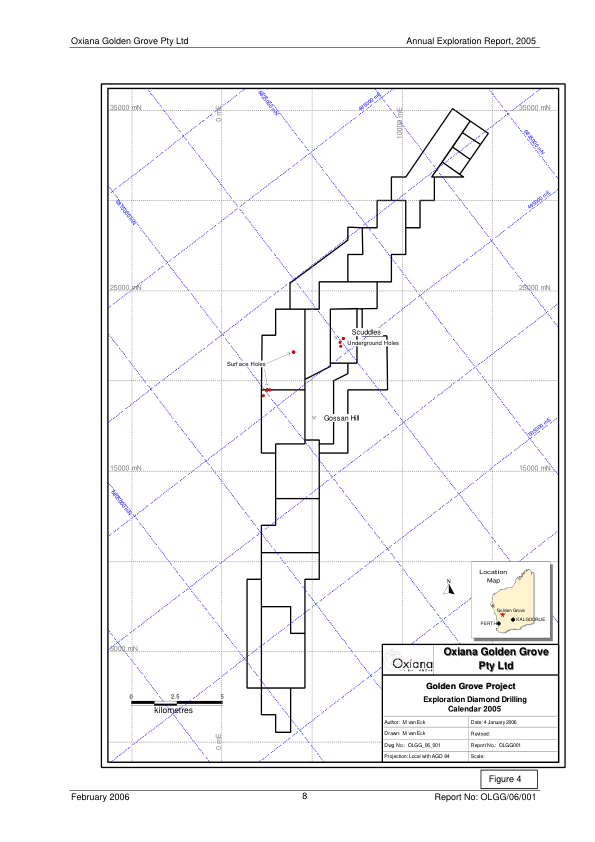 Oxiana Golden Grove Pty Ltd
Annual Exploration Report, 2005
35000 mN
35000 mN
0 mE
10000 mE
25000 mN
25000 mN
Scuddles
Underground Holes
Surface Holes
Gossan Hill
15000 mN
15000 mN
N
Location
Map
Golden Grove
KALGOORLIE
PERTH
5000 mN
0 2.5 5
kilometres
0 mE
Oxiana
Oxiana Golden Grove
Pty Ltd
Golden Grove Project
Exploration Diamond Drilling
Calendar 2005
Author: M van Eck
Date: 4 January 2006
Drawn: M van Eck
Revised:
Dwg No.: OLGG_06_001
Report No.: OLGG001
Projection: Local with AGD 84
Scale:
Figure 4
February 2006
8
Report No: OLGG/06/001